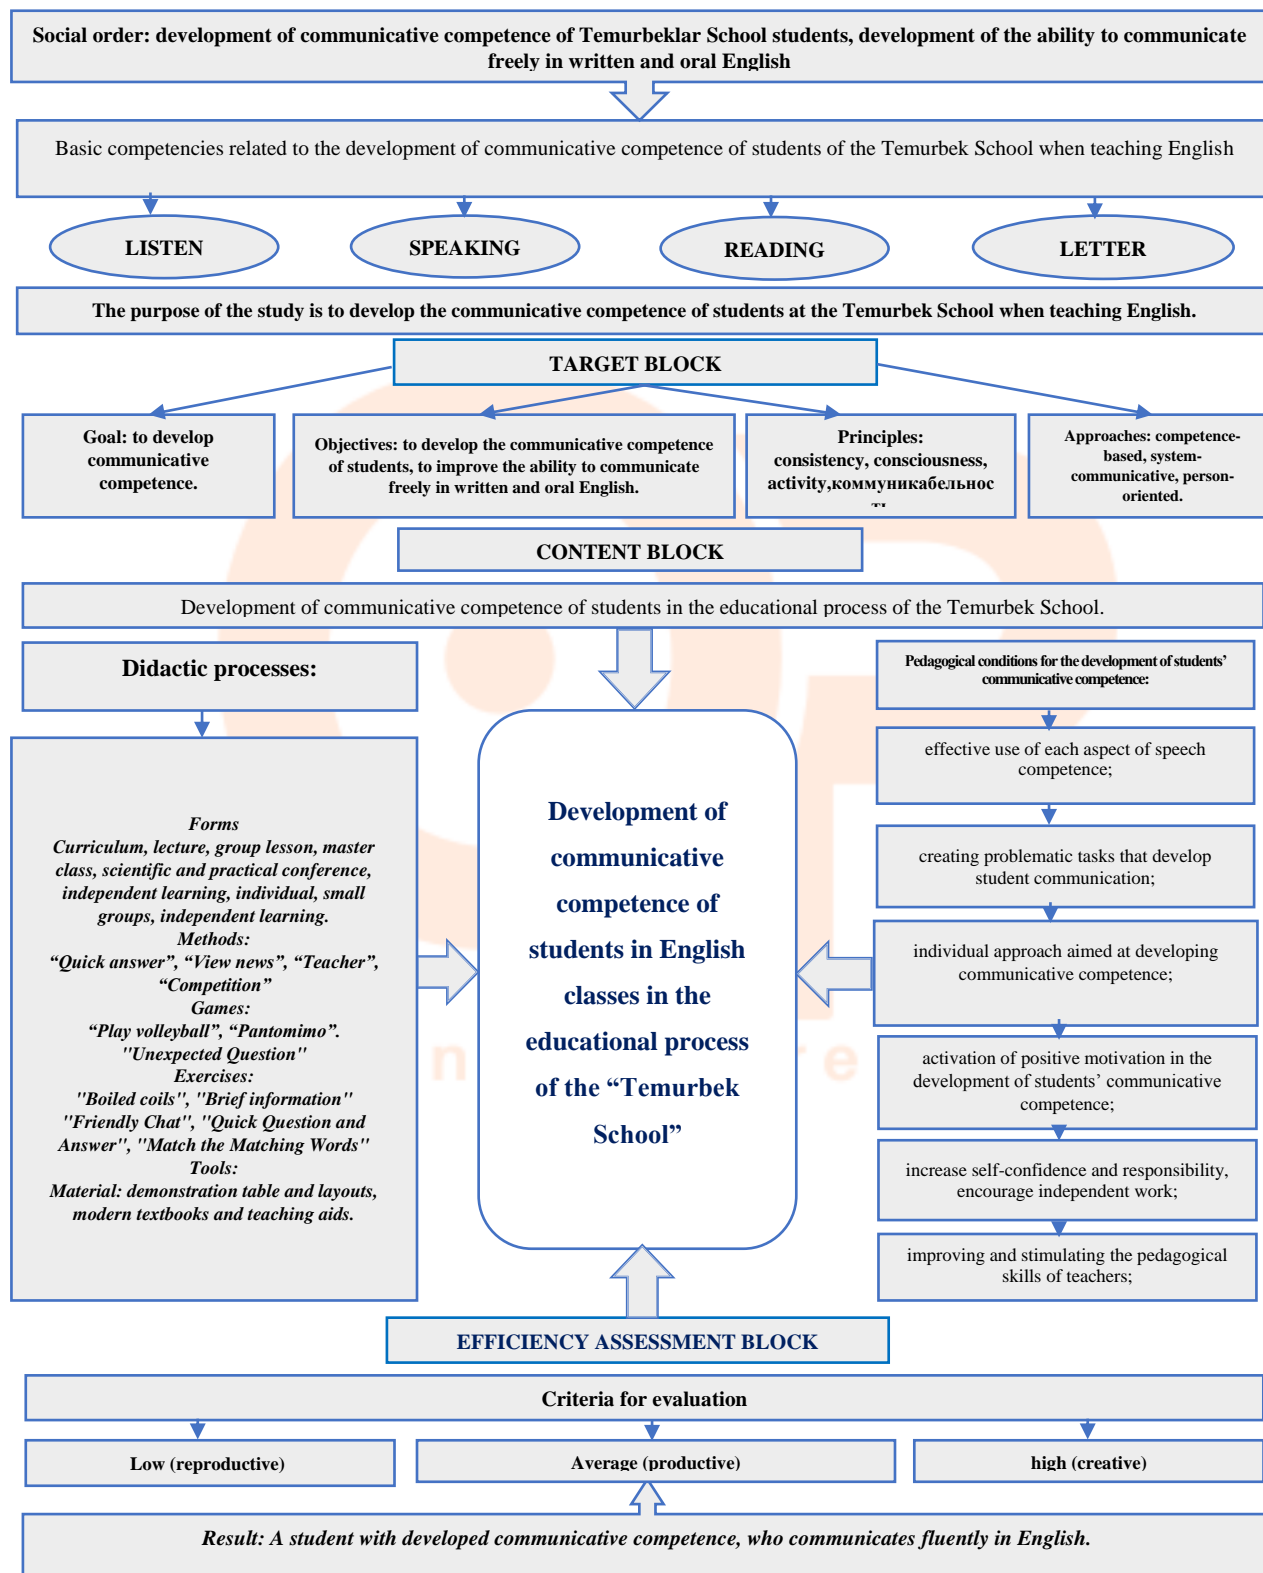 Social order: development of communicative competence of Temurbeklar School students, development of the ability to communicate
freely in written and oral English
Basic competencies related to the development of communicative competence of students of the Temurbek School when teaching English
LISTEN
SPEAKING
READING
LETTER
The purpose of the study is to develop the communicative competence of students at the Temurbek School when teaching English.
TARGET BLOCK
Goal: to develop
communicative
competence.
Objectives: to develop the communicative competence
of students, to improve the ability to communicate
freely in written and oral English.
Principles:
consistency, consciousness,
activity,коммуникабельнос
ть
Approaches: competence-
based, system-
communicative, person-
oriented.
CONTENT BLOCK
Development of communicative competence of students in the educational process of the Temurbek School.
Didactic processes:
Forms
Curriculum, lecture, group lesson, master
class, scientific and practical conference,
independent learning, individual, small
groups, independent learning.
Methods:
“Quick answer”, “View news”, “Teacher”,
“Competition”
Games:
“Play volleyball”, “Pantomimo”.
"Unexpected Question"
Exercises:
"Boiled coils", "Brief information"
"Friendly Chat", "Quick Question and
Answer", "Match the Matching Words"
Tools:
Material: demonstration table and layouts,
modern textbooks and teaching aids.
Development of
communicative
competence of
students in English
classes in the
educational process
of the “Temurbek
School”
Pedagogical conditions for the development of students’
communicative competence:
effective use of each aspect of speech
competence;
creating problematic tasks that develop
student communication;
individual approach aimed at developing
communicative competence;
activation of positive motivation in the
development of students’ communicative
competence;
increase self-confidence and responsibility,
encourage independent work;
improving and stimulating the pedagogical
skills of teachers;
EFFICIENCY ASSESSMENT BLOCK
Criteria for evaluation
Low (reproductive)
Average (productive)
high (creative)
Result: A student with developed communicative competence, who communicates fluently in English.